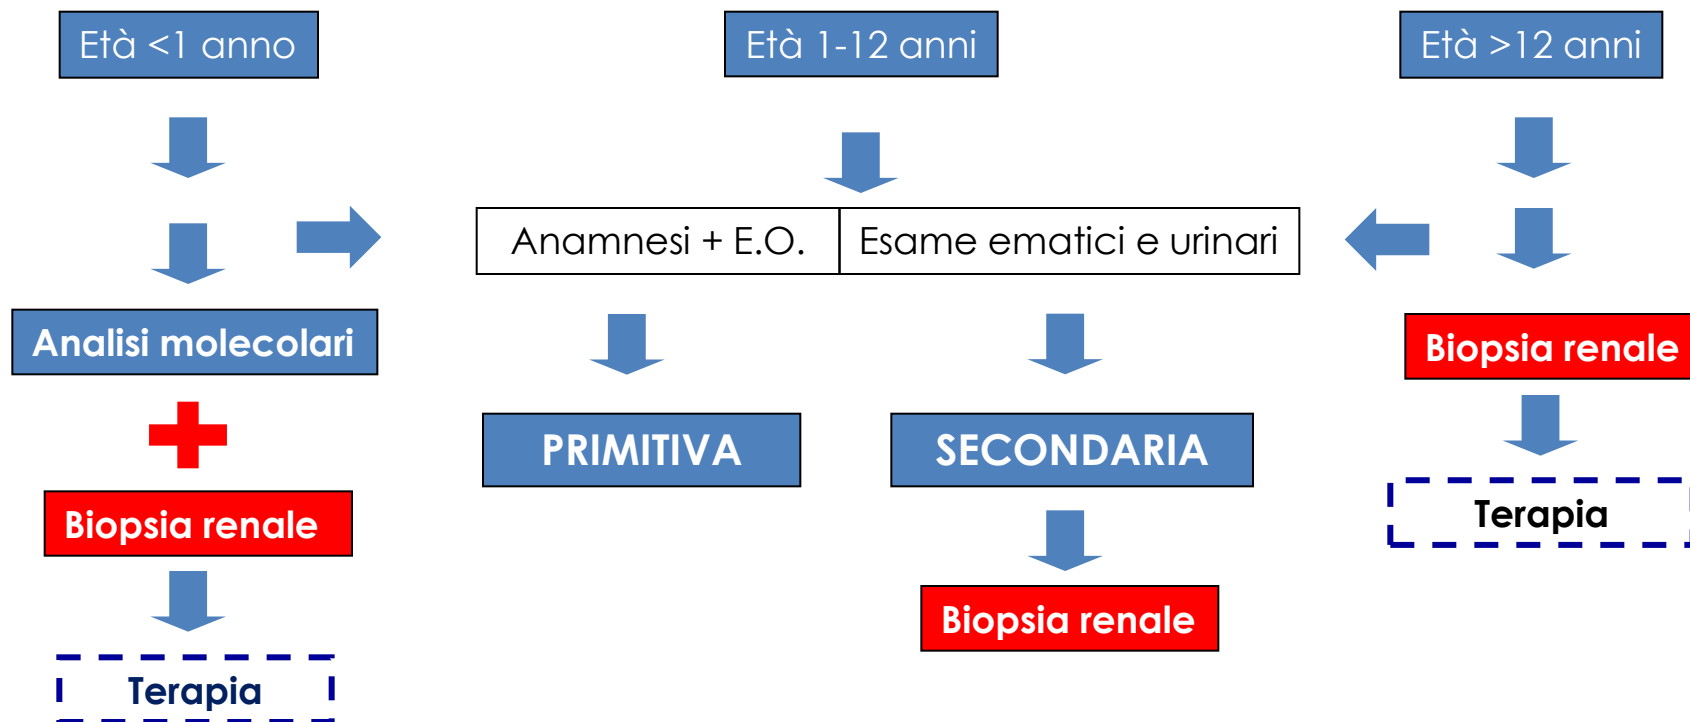 Età <1 anno
Età 1-12 anni
Età >12 anni
Anamnesi + E.O.
Esame ematici e urinari
Analisi molecolari
Biopsia renale
PRIMITIVA
SECONDARIA
Biopsia renale
Terapia
Biopsia renale
Terapia